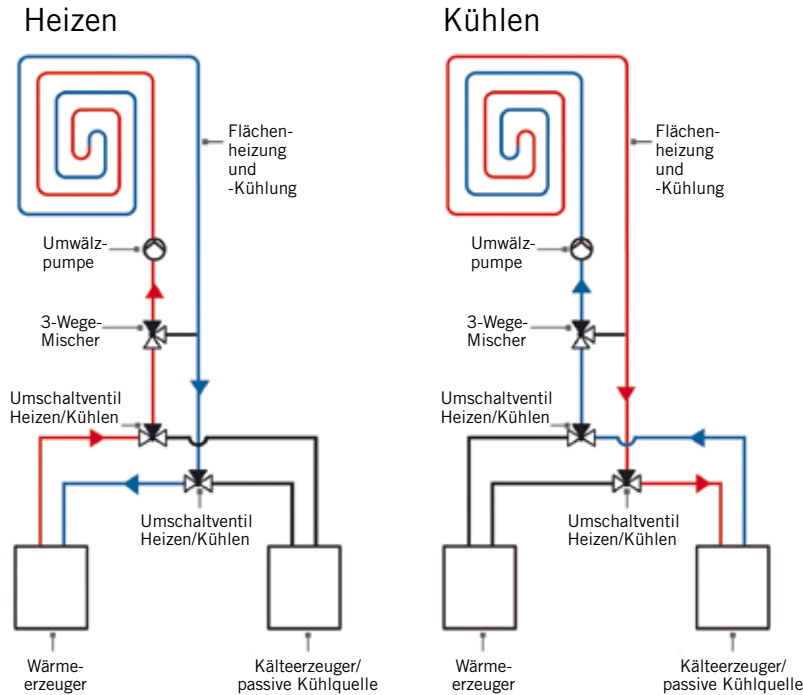 Heizen
Flächen-
heizung
und
-Kühlung
Umwälz-
pumpe
3-Wege-
Mischer
Umschaltventil
Heizen/Kühlen
Umschaltventil
Heizen/Kühlen
Wärme-
erzeuger
Kälteerzeuger/
passive Kühlquelle
Kühlen
Flächen-
heizung
und
-Kühlung
Umwälz-
pumpe
3-Wege-
Mischer
Umschaltventil
Heizen/Kühlen
Umschaltventil
Heizen/Kühlen
Wärme-
erzeuger
Kälteerzeuger/
passive Kühlquelle